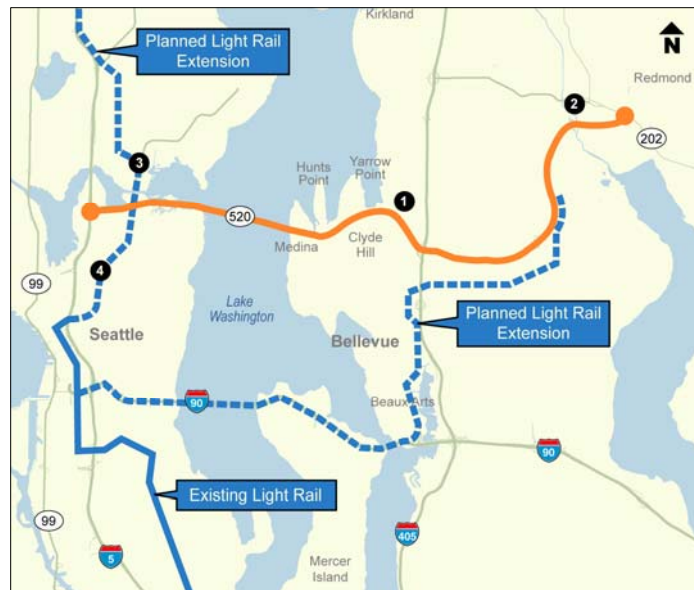 Kirkland
Planned Light Rail
Extension
N
Redmond
2
202
3
Hunts
Point
Yarrow
Point
1
520
Medina
Clyde
Hill
4
99
Lake
Washington
Seattle
Bellevue
Planned Light Rail
Extension
90
Beaux Arts
90
Existing Light Rail
99
405
5
Mercer
Island